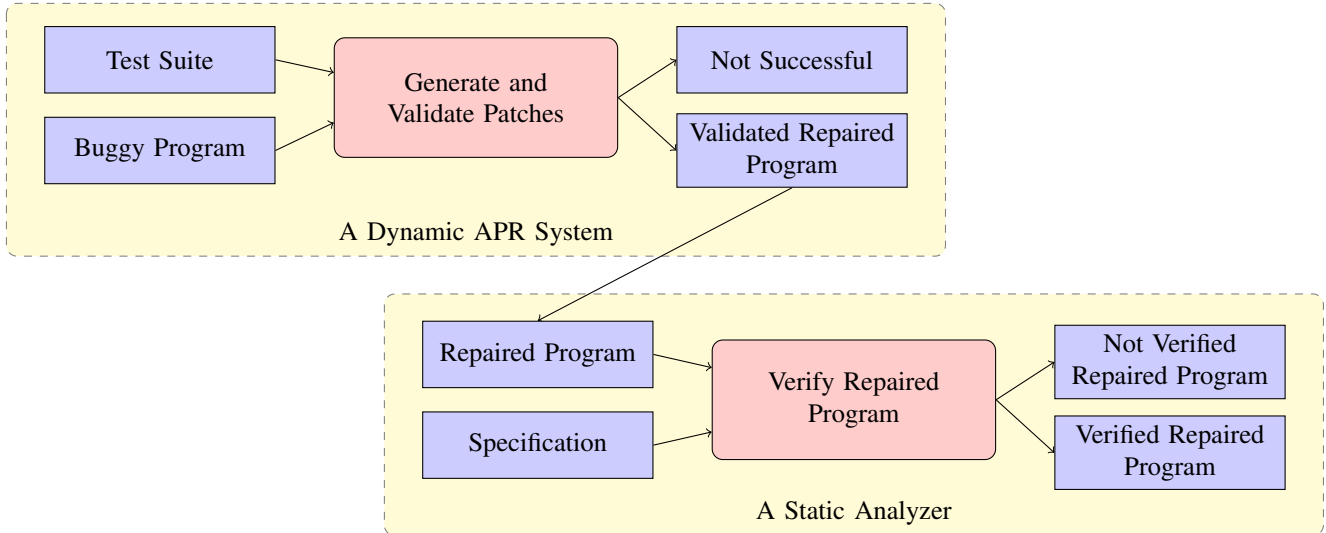 Test Suite
Buggy Program
Generate and
Validate Patches
Not Successful
Validated Repaired
Program
A Dynamic APR System
Repaired Program
Specification
Verify Repaired
Program
Not Verified
Repaired Program
Verified Repaired
Program
A Static Analyzer